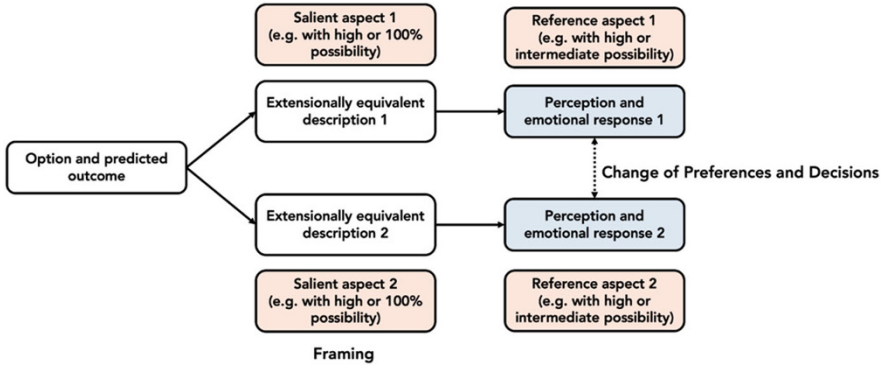 Salient aspect 1
(e.g. with high or 100%
possibility)
Reference aspect 1
(e.g. with high or
intermediate possibility)
Extensionally equivalent
description 1
Perception and
emotional response 1
Option and predicted
outcome
Change of Preferences and Decisions
Extensionally equivalent
description 2
Perception and
emotional response 2
Salient aspect 2
(e.g. with high or 100%
possibility)
Reference aspect 2
(e.g. with high or
intermediate possibility)
Framing